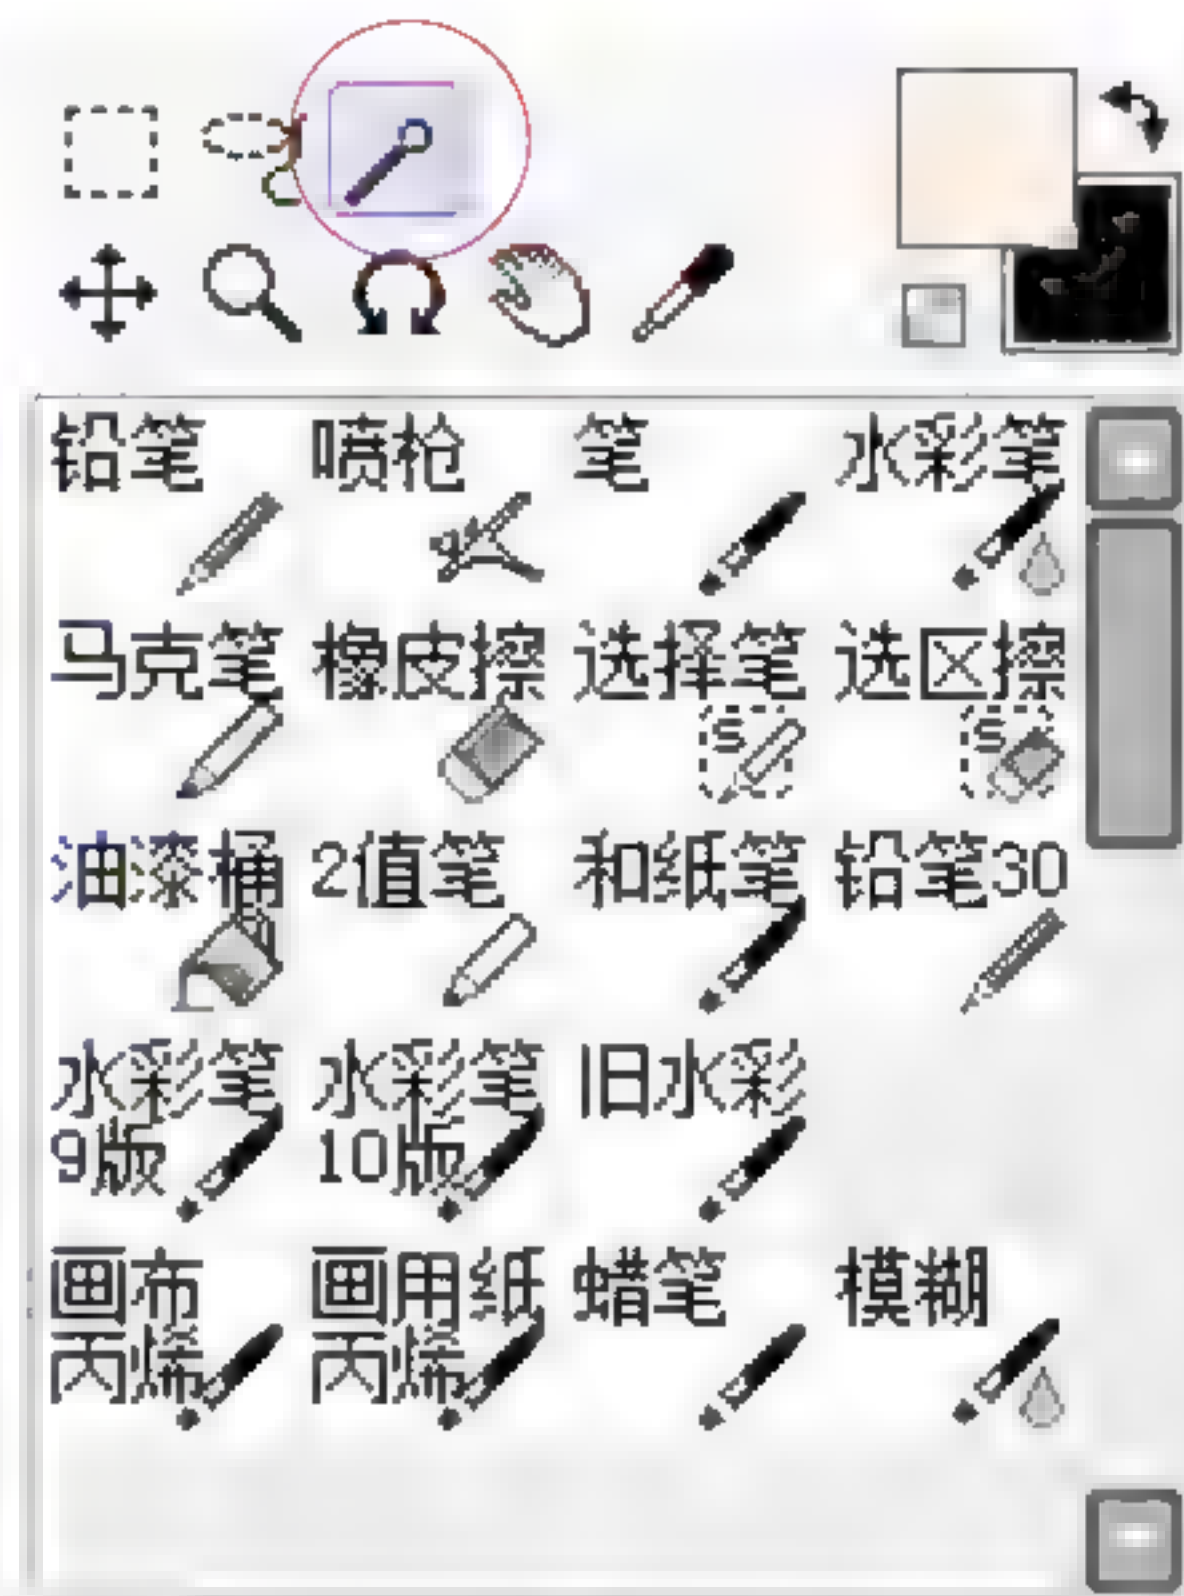 铅笔 喷枪 笔 水彩笔
马克笔 橡皮擦 选择笔 选区擦
油漆桶 2值笔 和纸笔 铅笔30
水彩笔 水彩笔 旧水彩
9版 10版
画布 画用纸 蜡笔 模糊
丙烯 丙烯